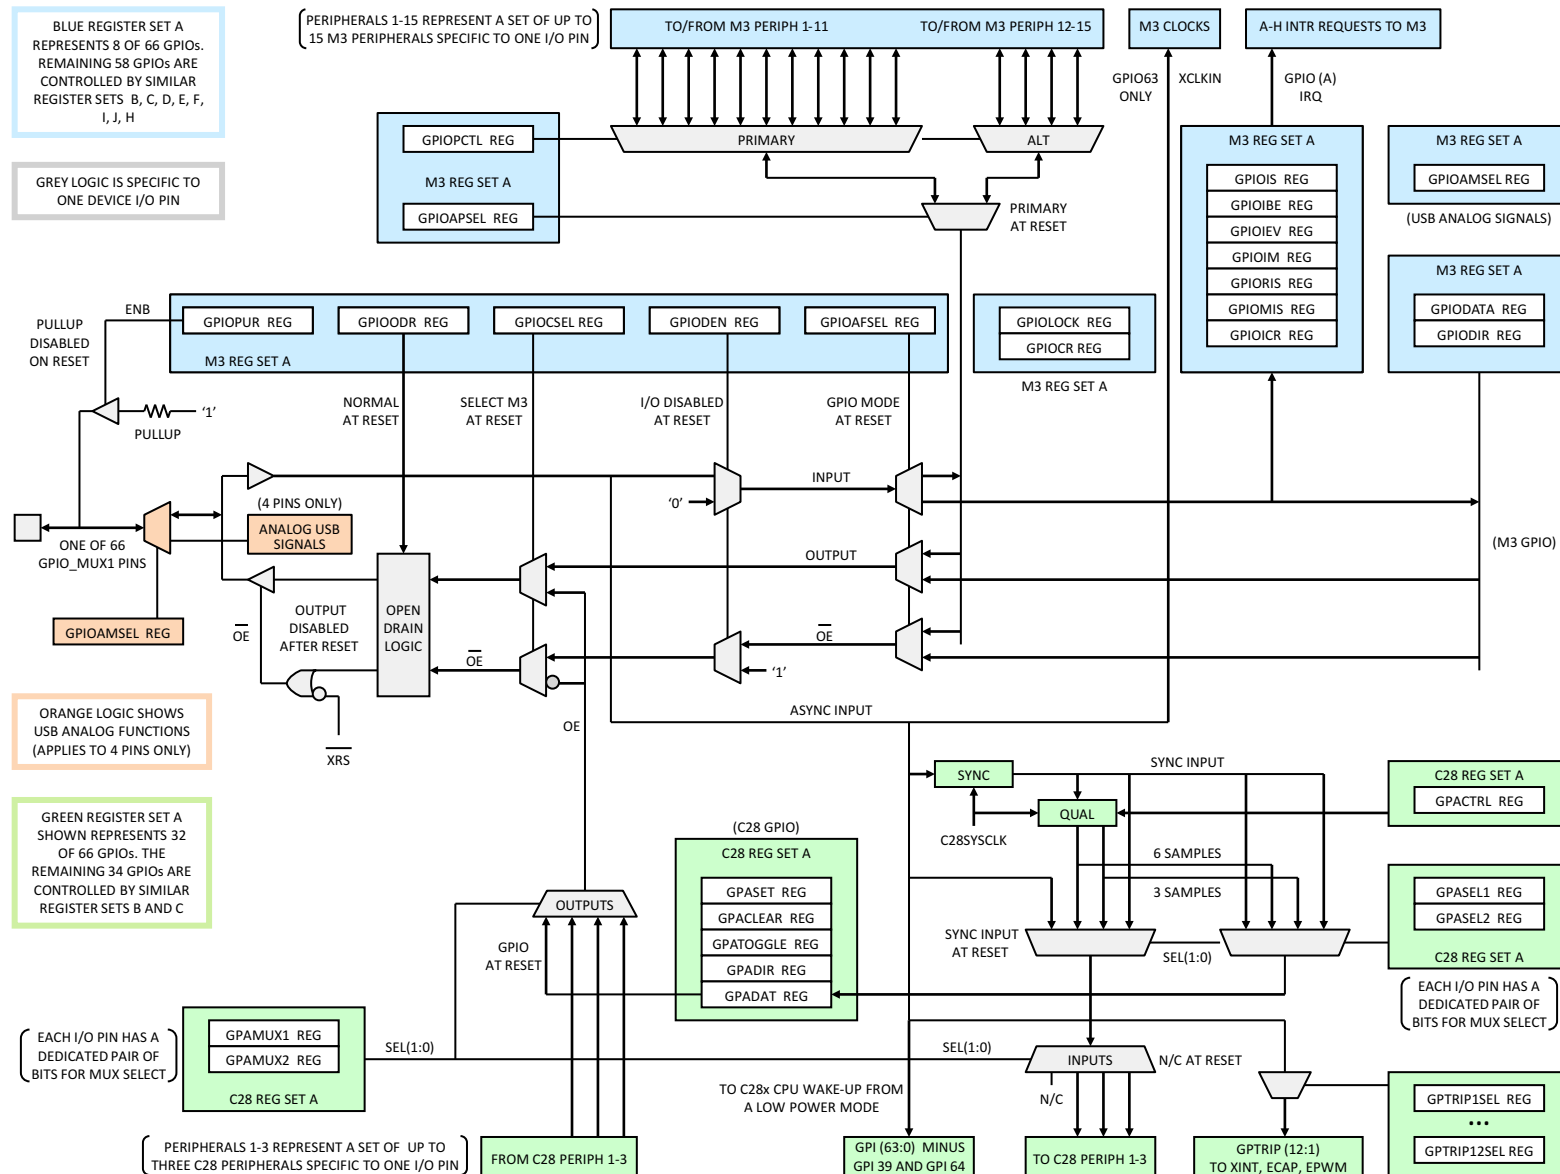 BLUE REGISTER SET A
REPRESENTS 8 OF 66 GPIOs.
REMAINING 58 GPIOs ARE
CONTROLLED BY SIMILAR
REGISTER SETS B, C, D, E, F,
I, J, H
PERIPHERALS 1-15 REPRESENT A SET OF UP TO
15 M3 PERIPHERALS SPECIFIC TO ONE I/O PIN
TO/FROM M3 PERIPH 1-11
TO/FROM M3 PERIPH 12-15
M3 CLOCKS
A-H INTR REQUESTS TO M3
GPIO63
ONLY
XCLKIN
GPIO (A)
IRQ
GREY LOGIC IS SPECIFIC TO
ONE DEVICE I/O PIN
GPIOPCTL REG
M3 REG SET A
GPIOAPSEL REG
PRIMARY
ALT
PRIMARY
AT RESET
M3 REG SET A
GPIOIS REG
GPIOIBE REG
GPIOIEV REG
GPIOIM REG
GPIORIS REG
GPIOMIS REG
GPIOICR REG
M3 REG SET A
GPIOAMSEL REG
(USB ANALOG SIGNALS)
M3 REG SET A
GPIODATA REG
GPIODIR REG
PULLUP
DISABLED
ON RESET
ENB
GPIOPUR REG
GPIOODR REG
GPIOCSEL REG
GPIODEN REG
GPIOAFSEL REG
M3 REG SET A
GPIOLOCK REG
GPIOCR REG
M3 REG SET A
NORMAL
AT RESET
SELECT M3
AT RESET
I/O DISABLED
AT RESET
GPIO MODE
AT RESET
'1'
PULLUP
INPUT
'0'
(4 PINS ONLY)
ANALOG USB
SIGNALS
ONE OF 66
GPIO_MUX1 PINS
OUTPUT
(M3 GPIO)
GPIOAMSEL REG
OE
OUTPUT
DISABLED
AFTER RESET
OPEN
DRAIN
LOGIC
OE
OE
'1'
OE
XRS
ASYNC INPUT
ORANGE LOGIC SHOWS
USB ANALOG FUNCTIONS
(APPLIES TO 4 PINS ONLY)
GREEN REGISTER SET A
SHOWN REPRESENTS 32
OF 66 GPIOs. THE
REMAINING 34 GPIOs ARE
CONTROLLED BY SIMILAR
REGISTER SETS B AND C
SYNC
SYNC INPUT
QUAL
C28SYSCLK
C28 REG SET A
GPACTRL REG
6 SAMPLES
3 SAMPLES
(C28 GPIO)
C28 REG SET A
GPASET REG
GPACLEAR REG
GPATOGGLE REG
GPADIR REG
GPADAT REG
OUTPUTS
GPIO
AT RESET
SYNC INPUT
AT RESET
SEL(1:0)
GPASEL1 REG
GPASEL2 REG
C28 REG SET A
EACH I/O PIN HAS A
DEDICATED PAIR OF
BITS FOR MUX SELECT
EACH I/O PIN HAS A
DEDICATED PAIR OF
BITS FOR MUX SELECT
GPAMUX1 REG
GPAMUX2 REG
C28 REG SET A
SEL(1:0)
SEL(1:0)
INPUTS
N/C AT RESET
N/C
TO C28x CPU WAKE-UP FROM
A LOW POWER MODE
GPTRIP1SEL REG
...
GPTRIP12SEL REG
PERIPHERALS 1-3 REPRESENT A SET OF UP TO
THREE C28 PERIPHERALS SPECIFIC TO ONE I/O PIN
FROM C28 PERIPH 1-3
GPI (63:0) MINUS
GPI 39 AND GPI 64
TO C28 PERIPH 1-3
GPTRIP (12:1)
TO XINT, ECAP, EPWM